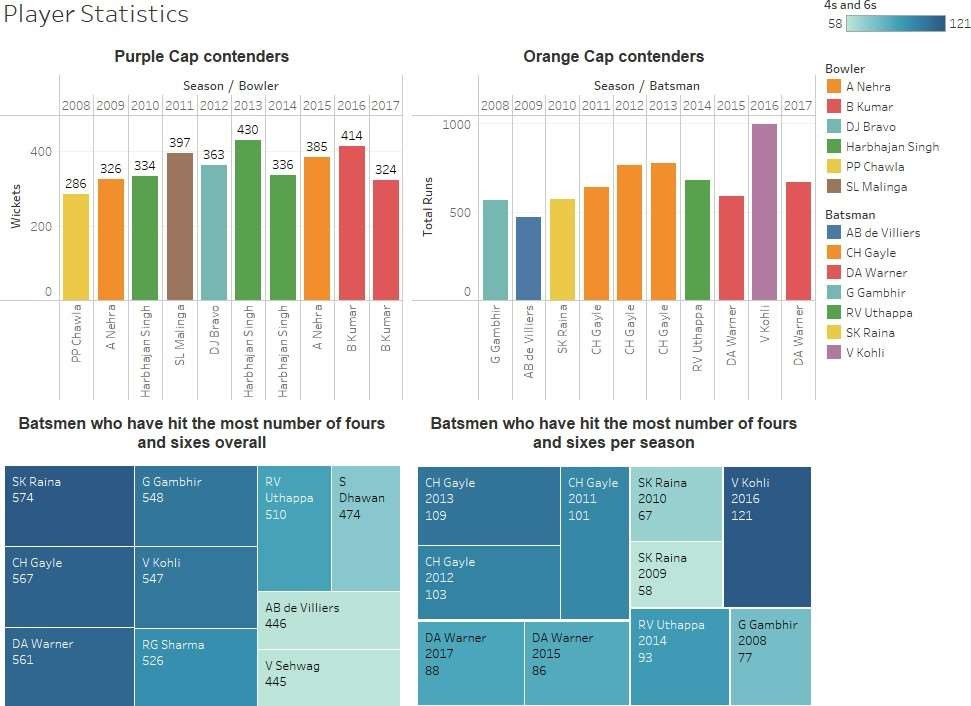 Player Statistics
4s and 6s
58 121
Purple Cap contenders
Season / Bowler
2008 2009 2010 2011 2012 2013 2014 2015 2016 2017
Wickets
400
200
0
286 326 334 397 363 430 336 385 414 324
PP Chawla
A Nehra
Harbhajan Singh
SL Malinga
DJ Bravo
Harbhajan Singh
Harbhajan Singh
A Nehra
B Kumar
B Kumar
Orange Cap contenders
Season / Batsman
2008 2009 2010 2011 2012 2013 2014 2015 2016 2017
Total Runs
1000
500
0
G Gambhir
AB de Villiers
SK Raina
CH Gayle
CH Gayle
CH Gayle
RV Uthappa
DA Warner
V Kohli
DA Warner
Bowler
A Nehra
B Kumar
DJ Bravo
Harbhajan Singh
PP Chawla
SL Malinga
Batsman
AB de Villiers
CH Gayle
DA Warner
G Gambhir
RV Uthappa
SK Raina
V Kohli
Batsmen who have hit the most number of fours
and sixes overall
SK Raina
574
CH Gayle
567
DA Warner
561
G Gambhir
548
V Kohli
547
RG Sharma
526
RV
Uthappa
510
S
Dhawan
474
AB de Villiers
446
V Sehwag
445
Batsmen who have hit the most number of fours
and sixes per season
CH Gayle
2013
109
CH Gayle
2012
103
CH Gayle
2011
101
DA Warner
2017
88
DA Warner
2015
86
SK Raina
2010
67
SK Raina
2009
58
V Kohli
2016
121
RV Uthappa
2014
93
G Gambhir
2008
77